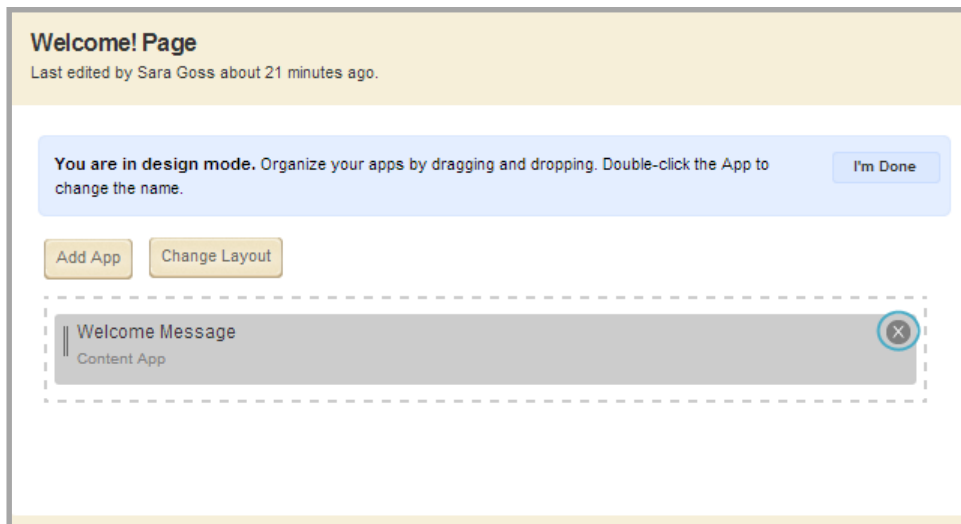 Welcome! Page
Last edited by Sara Goss about 21 minutes ago.
You are in design mode. Organize your apps by dragging and dropping. Double-click the App to
change the name.
I'm Done
Add App
Change Layout
Welcome Message
Content App
X